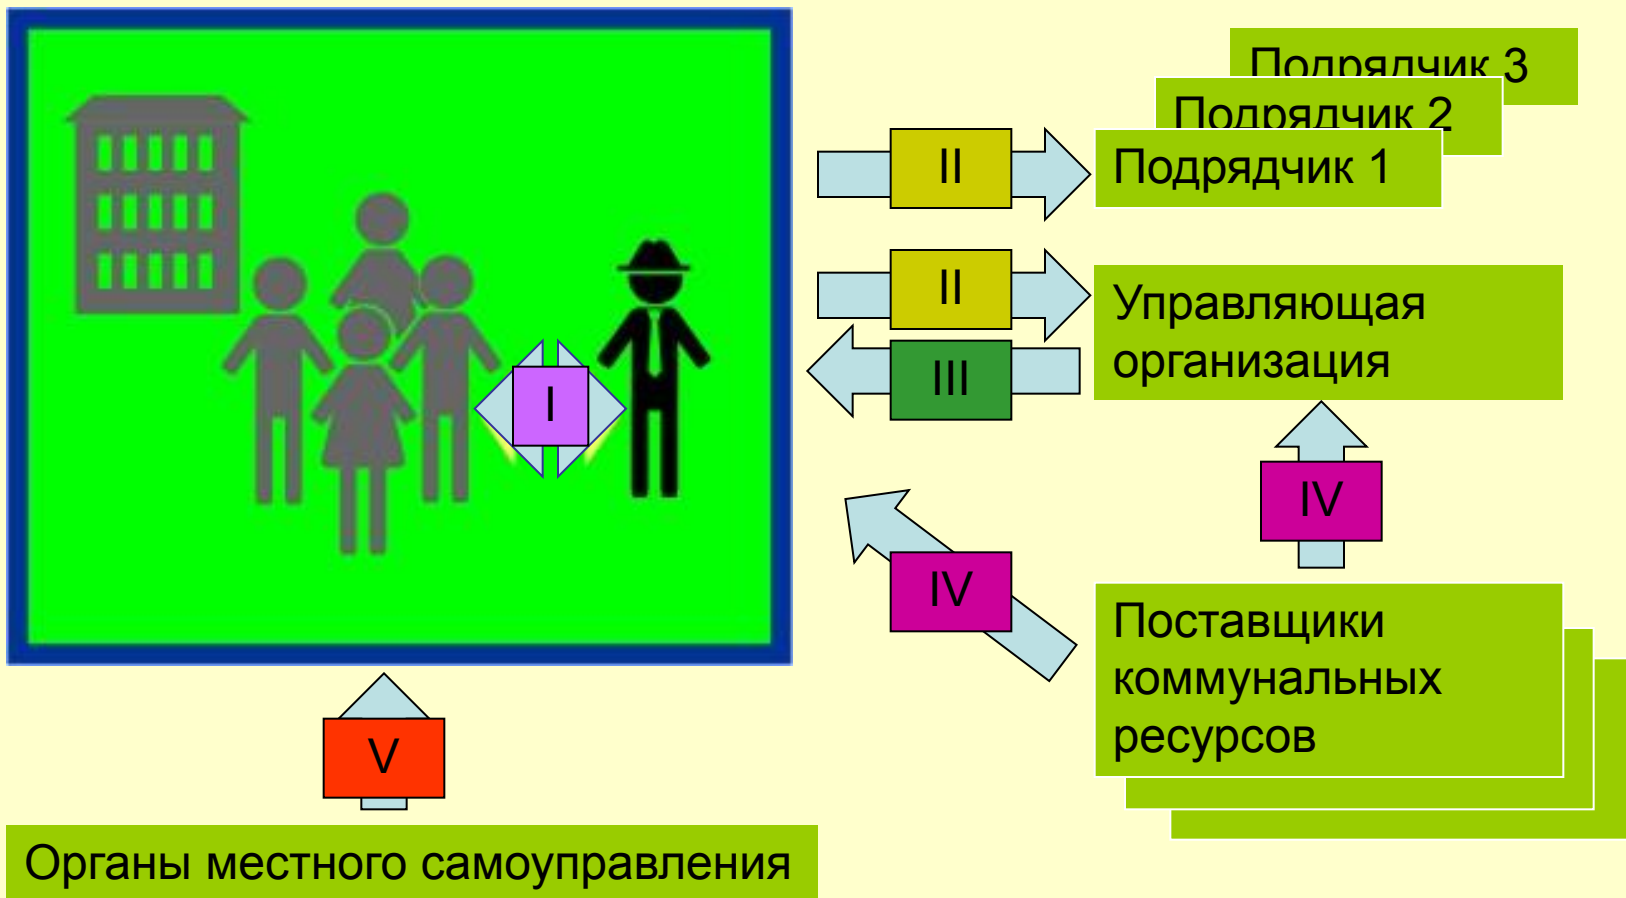 Подрядчик 3
Подрядчик 2
Подрядчик 1
II
II
Управляющая
организация
III
I
IV
IV
Поставщики
коммунальных
ресурсов
V
Органы местного самоуправления